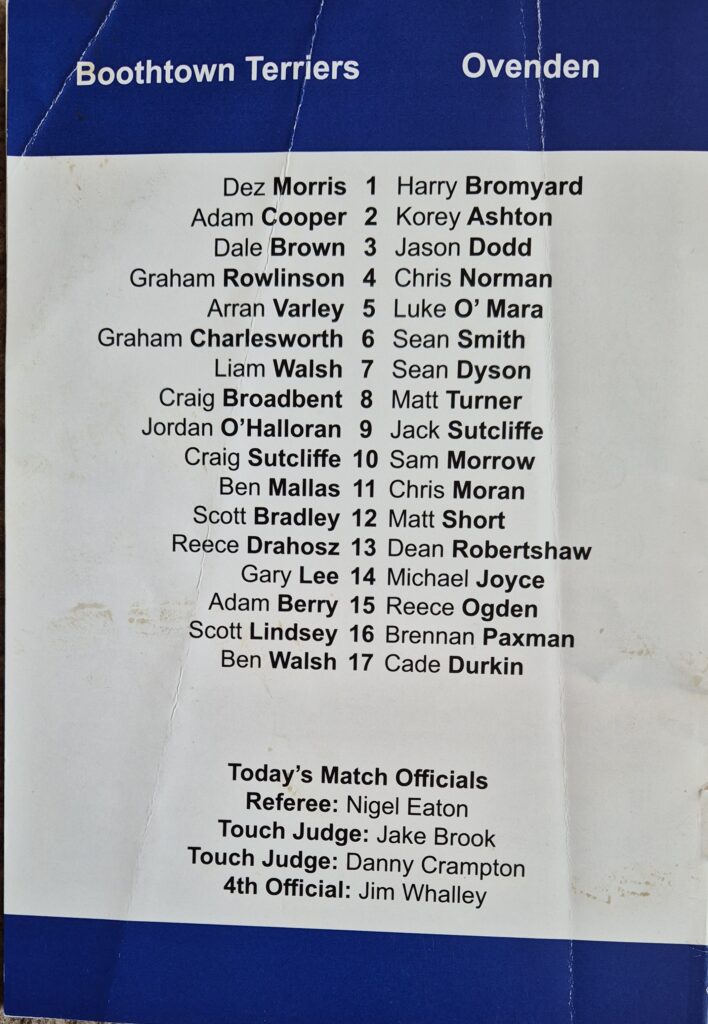 Boothtown Terriers Ovenden
Dez Morris 1 Harry Bromyard
Adam Cooper 2 Korey Ashton
Dale Brown 3 Jason Dodd
Graham Rowlinson 4 Chris Norman
Arran Varley 5 Luke O' Mara
Graham Charlesworth 6 Sean Smith
Liam Walsh 7 Sean Dyson
Craig Broadbent 8 Matt Turner
Jordan O'Halloran 9 Jack Sutcliffe
Craig Sutcliffe 10 Sam Morrow
Ben Mallas 11 Chris Moran
Scott Bradley 12 Matt Short
Reece Drahosz 13 Dean Robertshaw
Gary Lee 14 Michael Joyce
Adam Berry 15 Reece Ogden
Scott Lindsey 16 Brennan Paxman
Ben Walsh 17 Cade Durkin
Today's Match Officials
Referee: Nigel Eaton
Touch Judge: Jake Brook
Touch Judge: Danny Crampton
4th Official: Jim Whalley